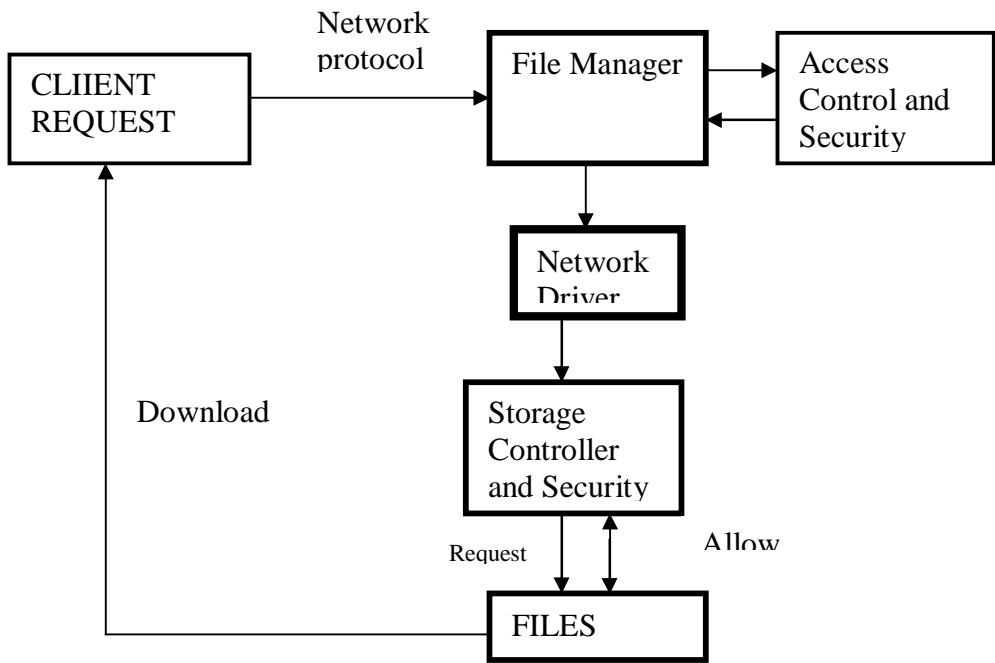 Network
protocol
CLIIENT
REQUEST
File Manager
Access
Control and
Security
Network
Driver
Download
Storage
Controller
and Security
Request
Allow
FILES